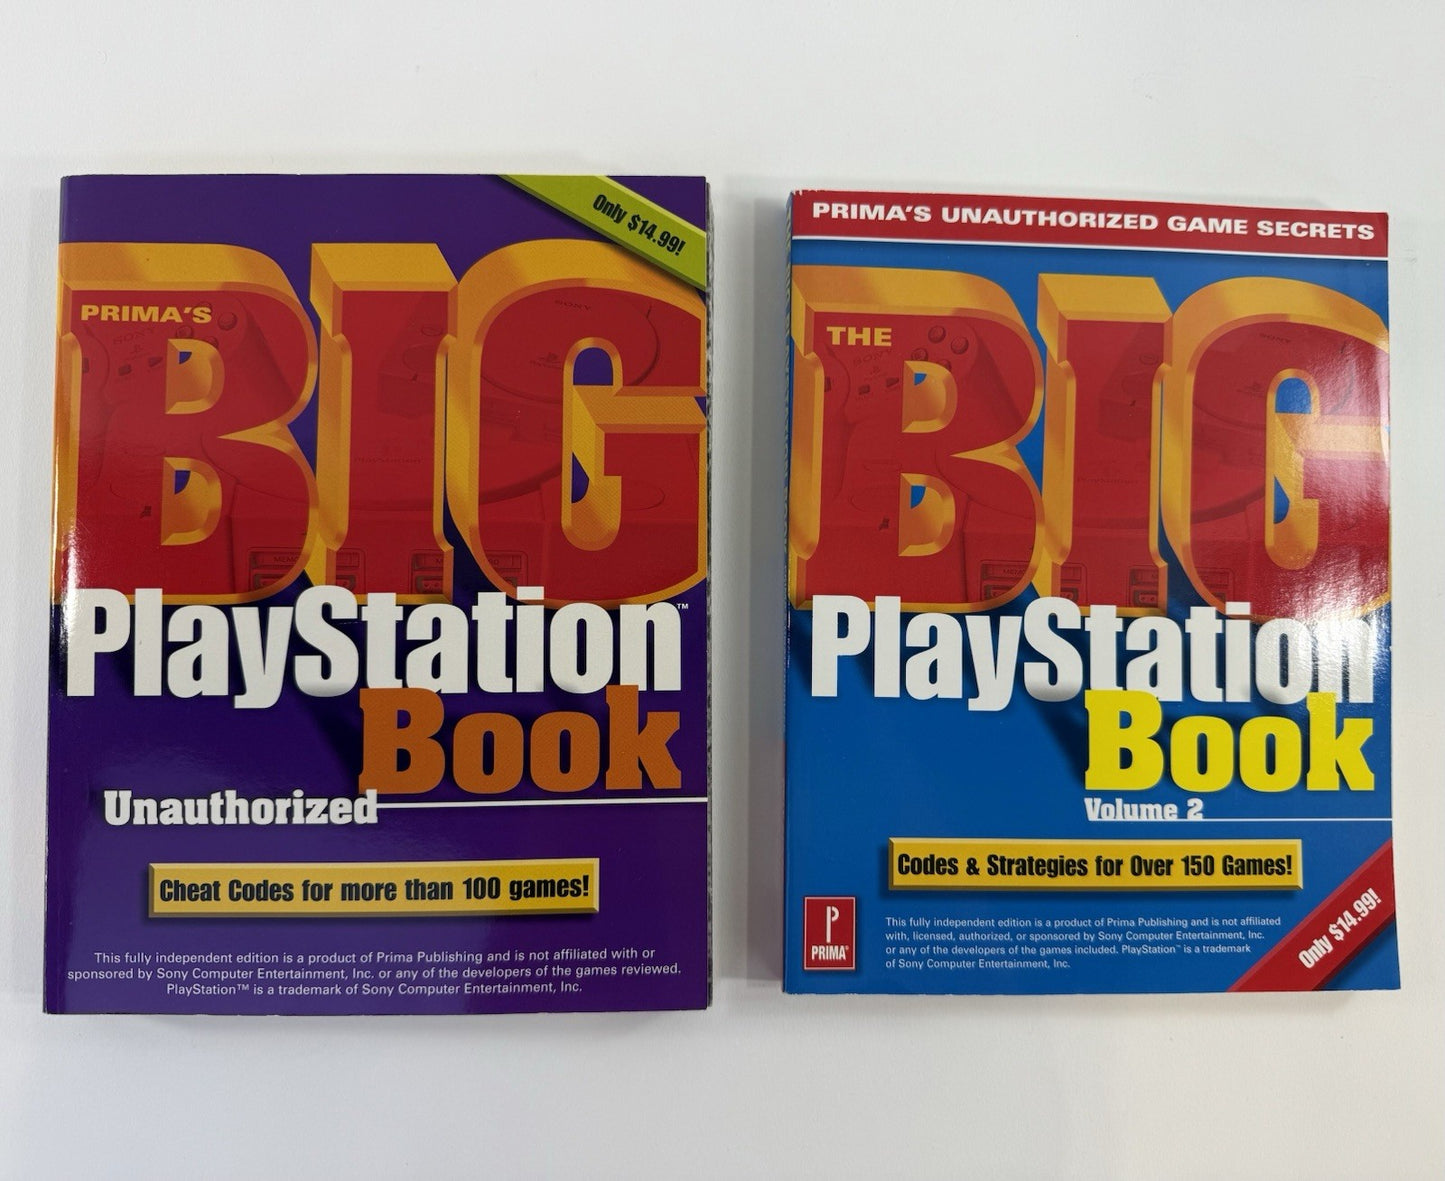 Only $14.99!
PRIMA'S
BIG
PlayStation™
Book
Unauthorized
Cheat Codes for more than 100 games!
This fully independent edition is a product of Prima Publishing and is not affiliated with or
sponsored by Sony Computer Entertainment, Inc. or any of the developers of the games reviewed.
PlayStation™ is a trademark of Sony Computer Entertainment, Inc.
PRIMA'S UNAUTHORIZED GAME SECRETS
THE
BIG
PlayStation
Book
Volume 2
Codes & Strategies for Over 150 Games!
PRIMA®
This fully independent edition is a product of Prima Publishing and is not affiliated
with, licensed, authorized, or sponsored by Sony Computer Entertainment, Inc.
or any of the developers of the games included. PlayStation™ is a trademark
of Sony Computer Entertainment, Inc.
Only $14.99!